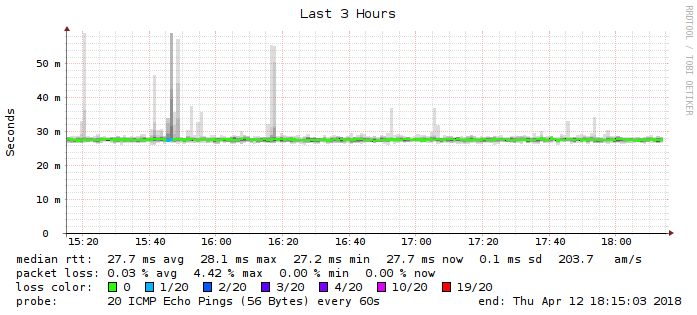 Last 3 Hours
RRDTOOL / TOBI OETIKER
Seconds
50 m
40 m
30 m
20 m
10 m
0
15:20 15:40 16:00 16:20 16:40 17:00 17:20 17:40 18:00
median rtt: 27.7 ms avg 28.1 ms max 27.2 ms min 27.7 ms now 0.1 ms sd 203.7 am/s
packet loss: 0.03 % avg 4.42 % max 0.00 % min 0.00 % now
loss color: 0 1/20 2/20 3/20 4/20 10/20 19/20
probe: 20 ICMP Echo Pings (56 Bytes) every 60s end: Thu Apr 12 18:15:03 2018